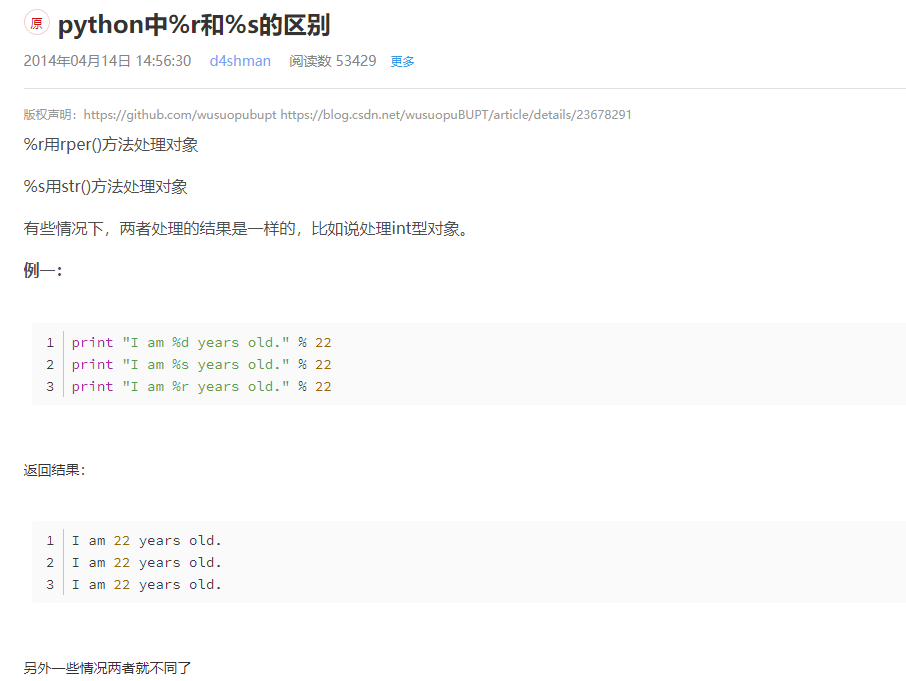 原 python中%r和%s的区别
2014年04月14日 14:56:30 d4shman 阅读数 53429 更多
版权声明：https://github.com/wusuopubupt https://blog.csdn.net/wusuopuBUPT/article/details/23678291
%r用rper()方法处理对象
%s用str()方法处理对象
有些情况下，两者处理的结果是一样的，比如说处理int型对象。
例一：
1 print "I am %d years old." % 22
2 print "I am %s years old." % 22
3 print "I am %r years old." % 22
返回结果：
1 I am 22 years old.
2 I am 22 years old.
3 I am 22 years old.
另外一些情况两者就不同了